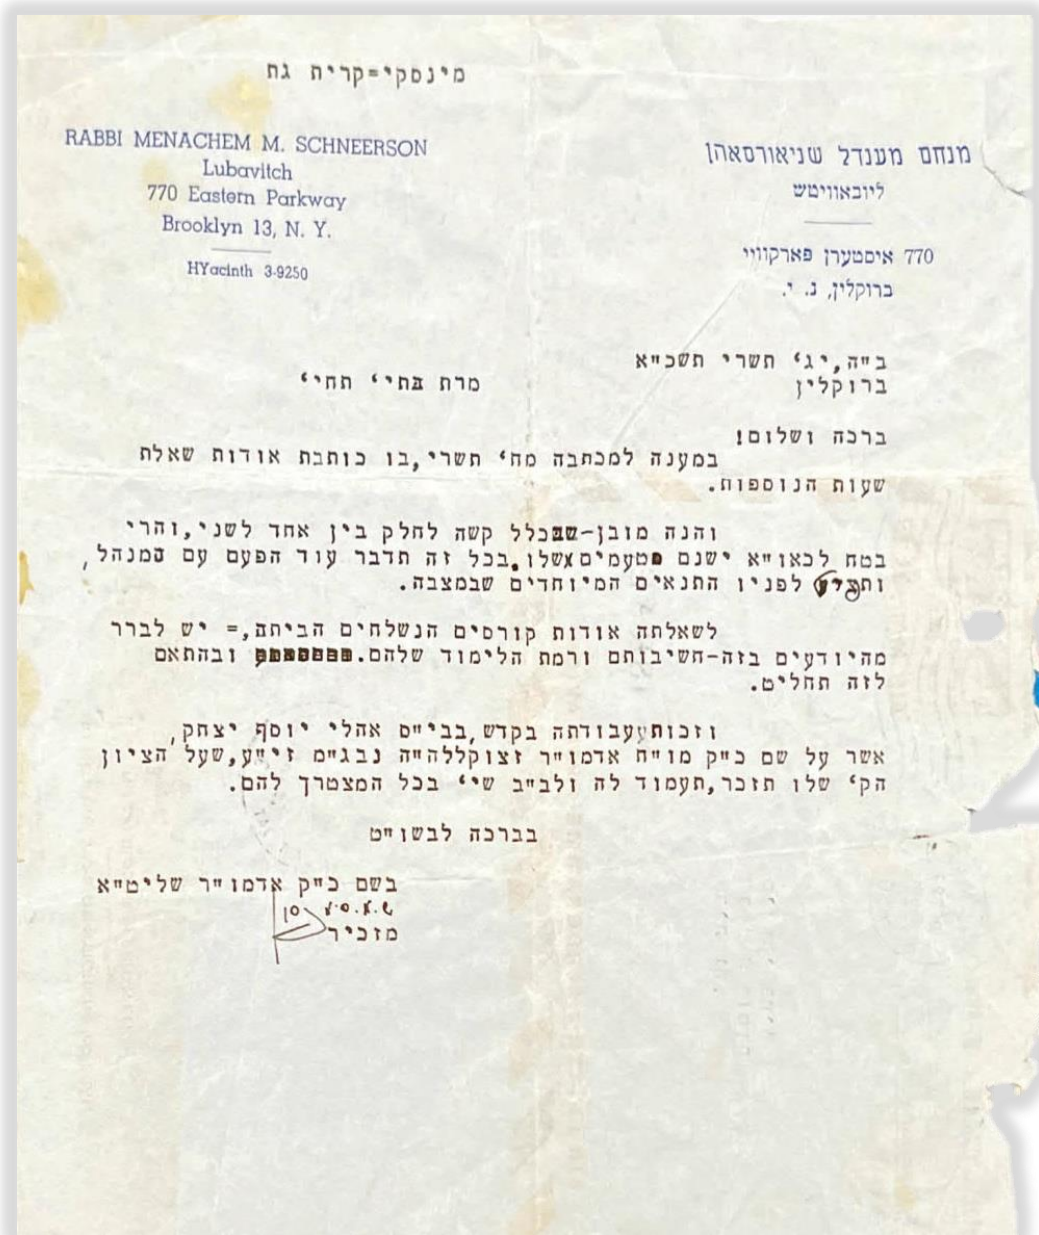 מינסקי=קרית גת
RABBI MENACHEM M. SCHNEERSON
Lubavitch
770 Eastern Parkway
Brooklyn 13, N. Y.
HYacinth 3-9250
מנחם מענדל שניאורסאהן
ליובאוויטש
770 איסטערן פארקוויי
ברוקלין, נ. י.
ב"ה,יג' תשרי תשכ"א
ברוקלין
מרת בתי' תחי'
ברכה ושלום!
במענה למכתבה מח' תשרי,בו כותבת אודות שאלת
שעות הנוספות.
והנה מובן-שבכלל קשה לחלק בין אחד לשני,והרי
בטח לכאו"א ישנם טעמים שלו.בכל זה תדבר עוד הפעם עם המנהל,
לפניו התנאים המיוחדים שבמצבה.
לשאלתה אודות קורסים הנשלחים הביתה,= יש לברר
מהיודעים בזה-חשיבותם ורמת הלימוד שלהם. ובהתאם
לזה תחליט.
וזכות עבודתה בקדש,בבי"ס אהלי יוסף יצחק,
אשר על שם כ"ק מו"ח אדמו"ר זצוקללה"ה נבג"מ זי"ע,שעל הציון
הק' שלו תזכר,תעמוד לה ולב"ב שי' בכל המצטרך להם.
בברכה לבשו"ט
בשם כ"ק אדמו"ר שליט"א
מזכיר